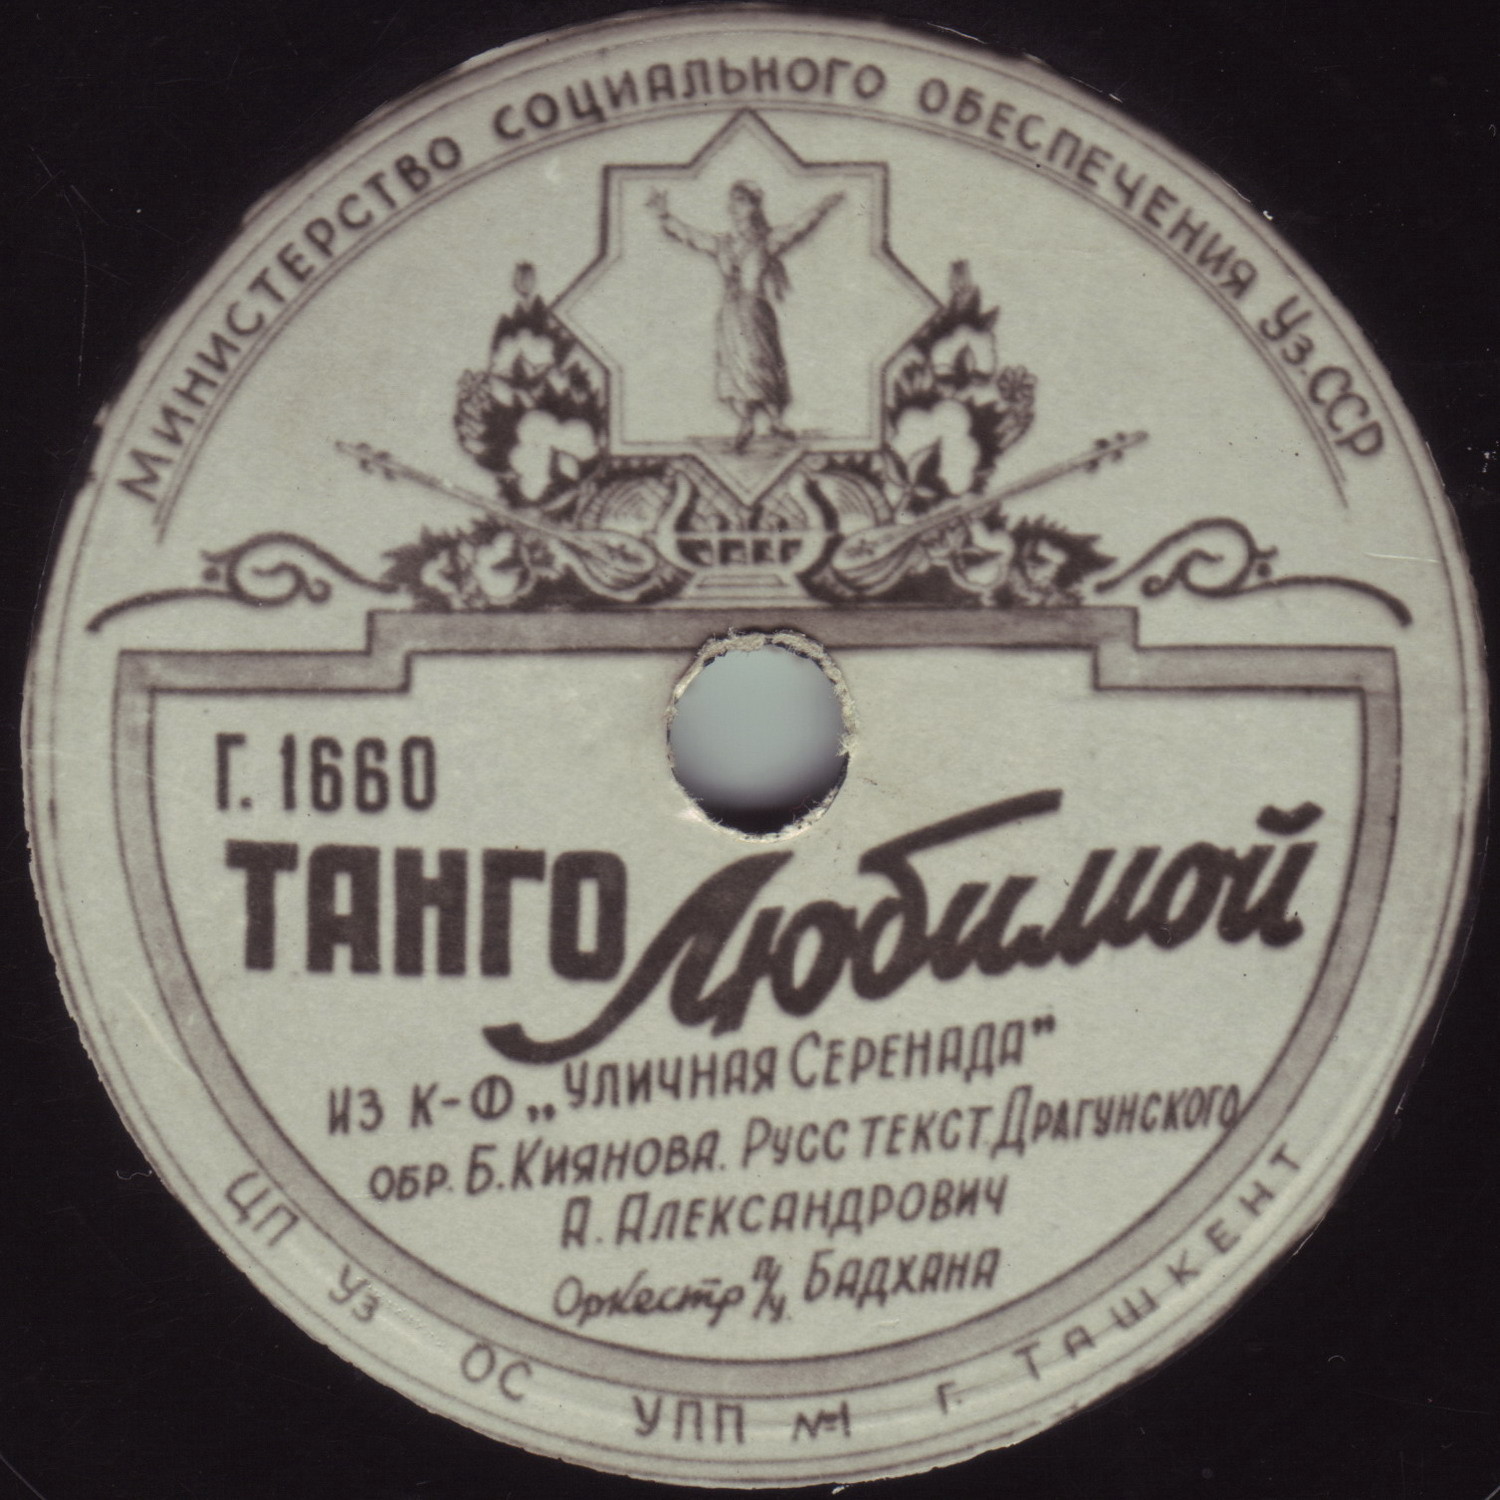 МИНИСТЕРСТВО СОЦИАЛЬНОГО ОБЕСПЕЧЕНИЯ Уз.ССР
Г. 1660
ТАНГО Любимой
ИЗ К-Ф „УЛИЧНАЯ СЕРЕНАДА"
ОБР. Б.КИЯНОВА. РУСС ТЕКСТ. ДРАГУНСКОГО
А. АЛЕКСАНДРОВИЧ
Оркестр п/у. БАДХАНА
ЦП Уз ОС УПП №1 Г. ТАШКЕНТ